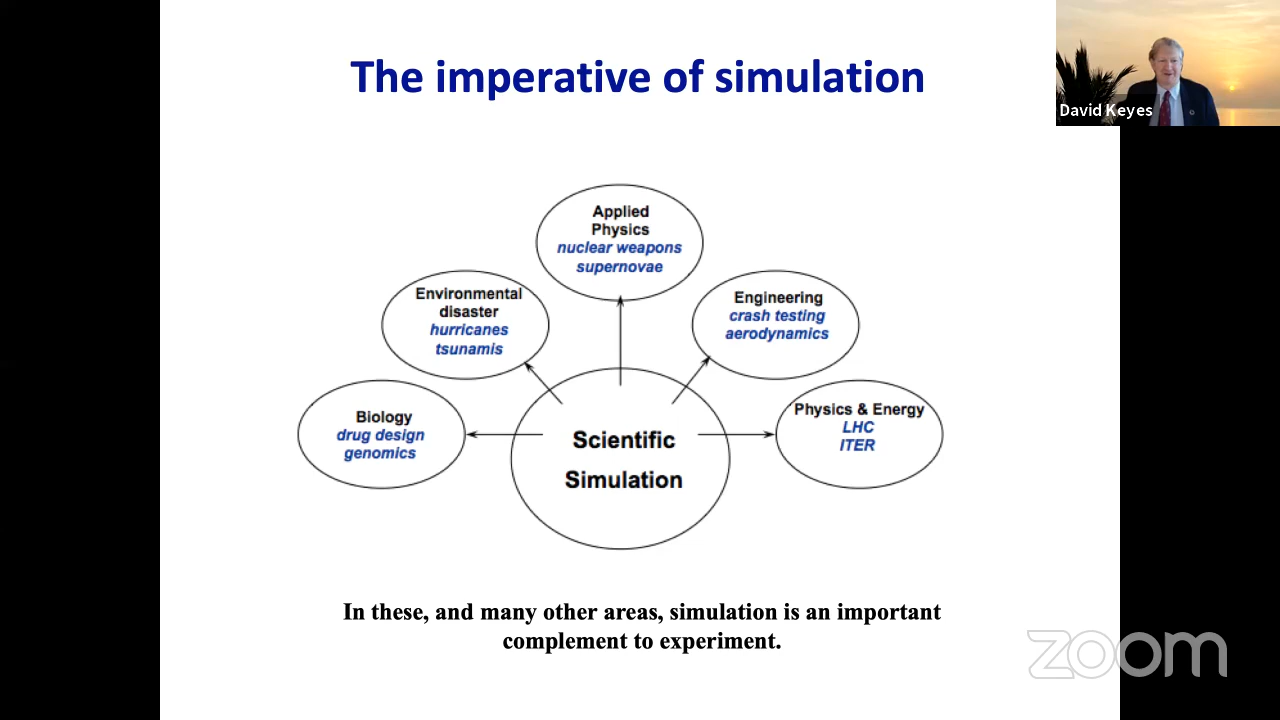 The imperative of simulation
David Keyes
Applied
Physics
nuclear weapons
supernovae
Environmental
disaster
hurricanes
tsunamis
Engineering
crash testing
aerodynamics
Biology
drug design
genomics
Scientific
Simulation
Physics & Energy
LHC
ITER
In these, and many other areas, simulation is an important
complement to experiment.
zoom